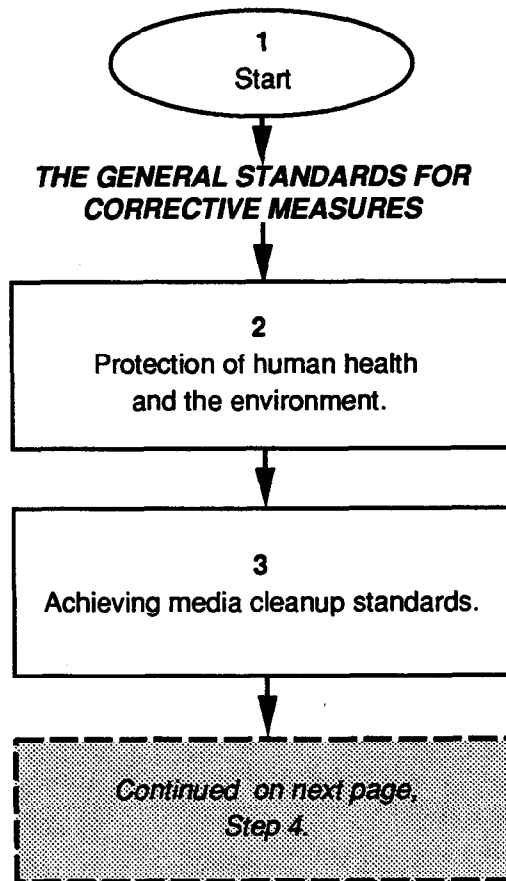 1
Start
THE GENERAL STANDARDS FOR
CORRECTIVE MEASURES
2
Protection of human health
and the environment.
3
Achieving media cleanup standards.
Continued on next page,
Step 4.